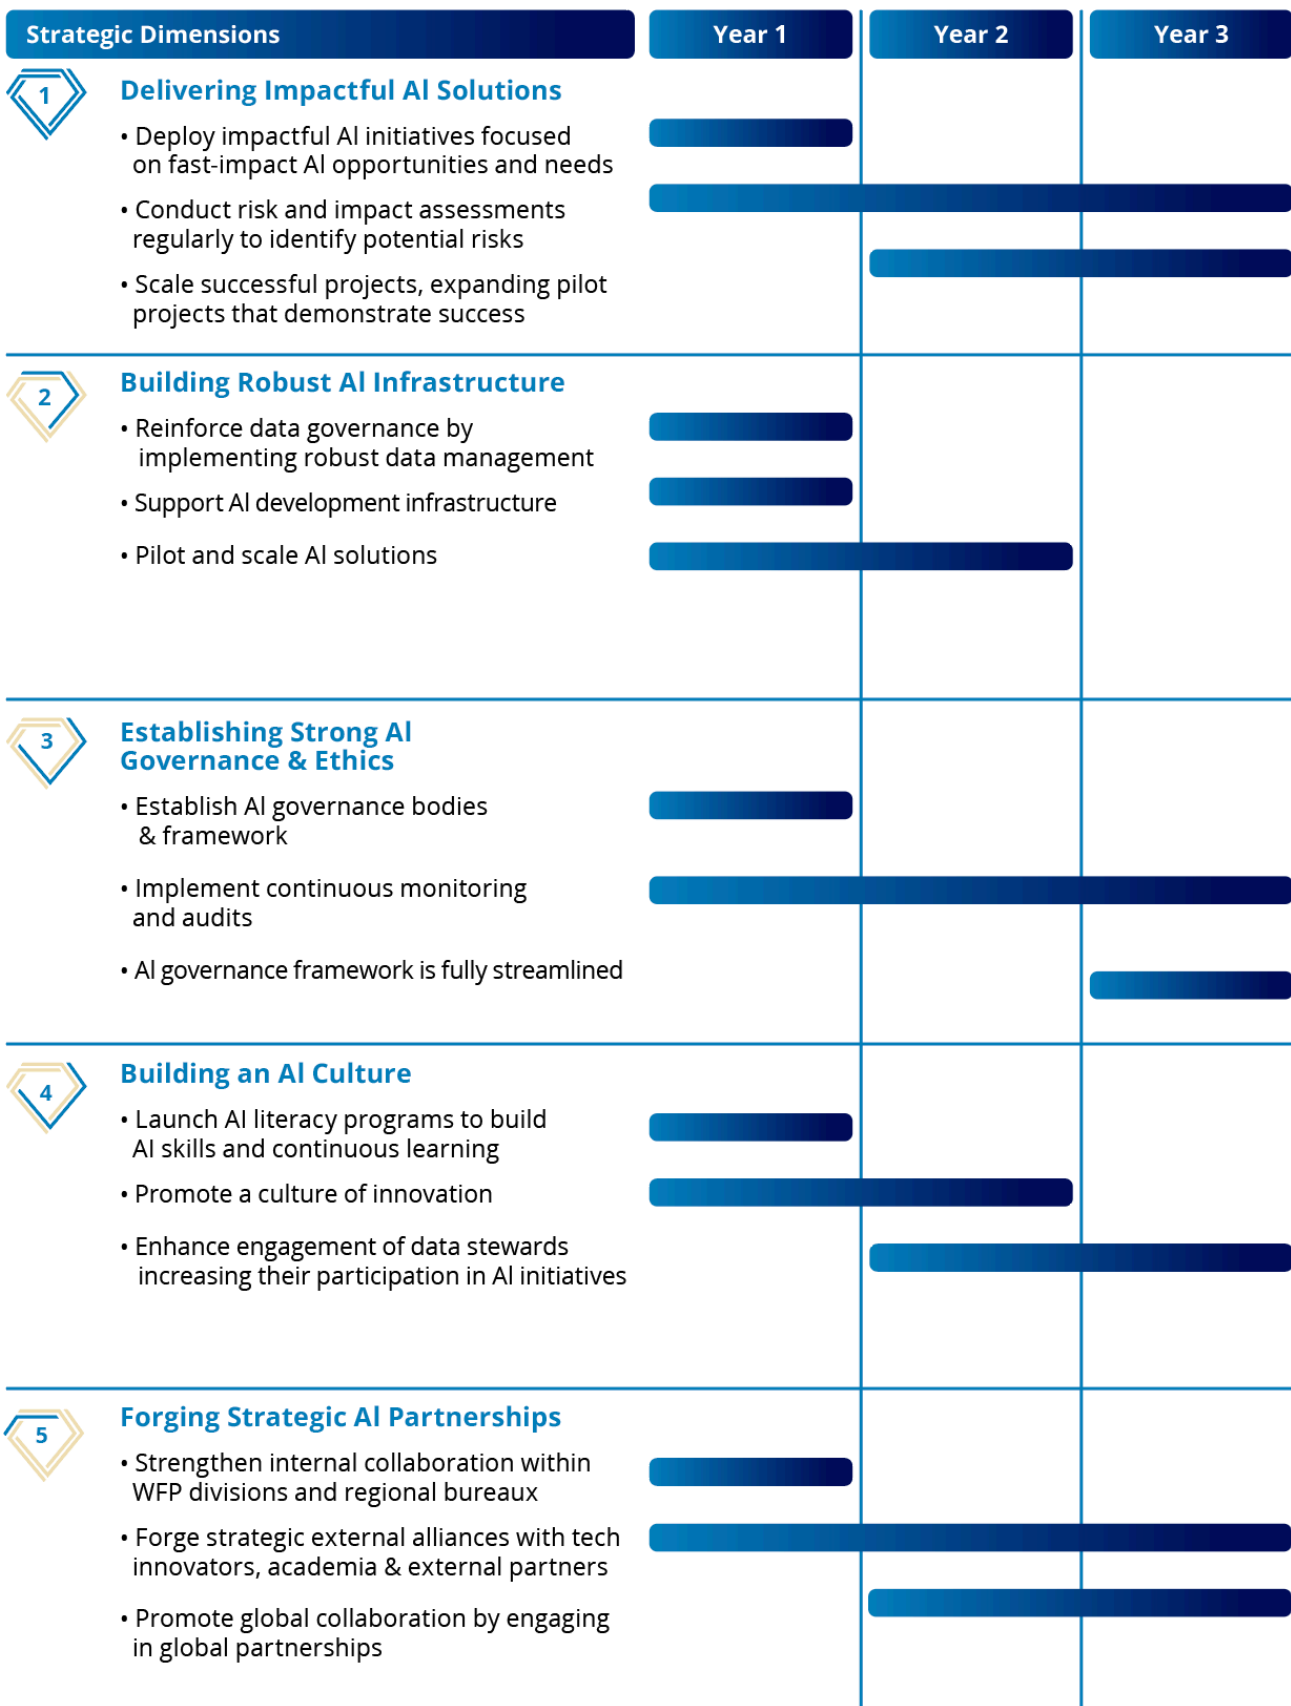 Strategic Dimensions
Year 1
Year 2
Year 3
1
Delivering Impactful AI Solutions
• Deploy impactful AI initiatives focused
on fast-impact AI opportunities and needs
• Conduct risk and impact assessments
regularly to identify potential risks
• Scale successful projects, expanding pilot
projects that demonstrate success
2
Building Robust AI Infrastructure
• Reinforce data governance by
implementing robust data management
• Support AI development infrastructure
• Pilot and scale AI solutions
3
Establishing Strong AI
Governance & Ethics
• Establish AI governance bodies
& framework
• Implement continuous monitoring
and audits
• AI governance framework is fully streamlined
4
Building an AI Culture
• Launch AI literacy programs to build
AI skills and continuous learning
• Promote a culture of innovation
• Enhance engagement of data stewards
increasing their participation in AI initiatives
5
Forging Strategic AI Partnerships
• Strengthen internal collaboration within
WFP divisions and regional bureaux
• Forge strategic external alliances with tech
innovators, academia & external partners
• Promote global collaboration by engaging
in global partnerships